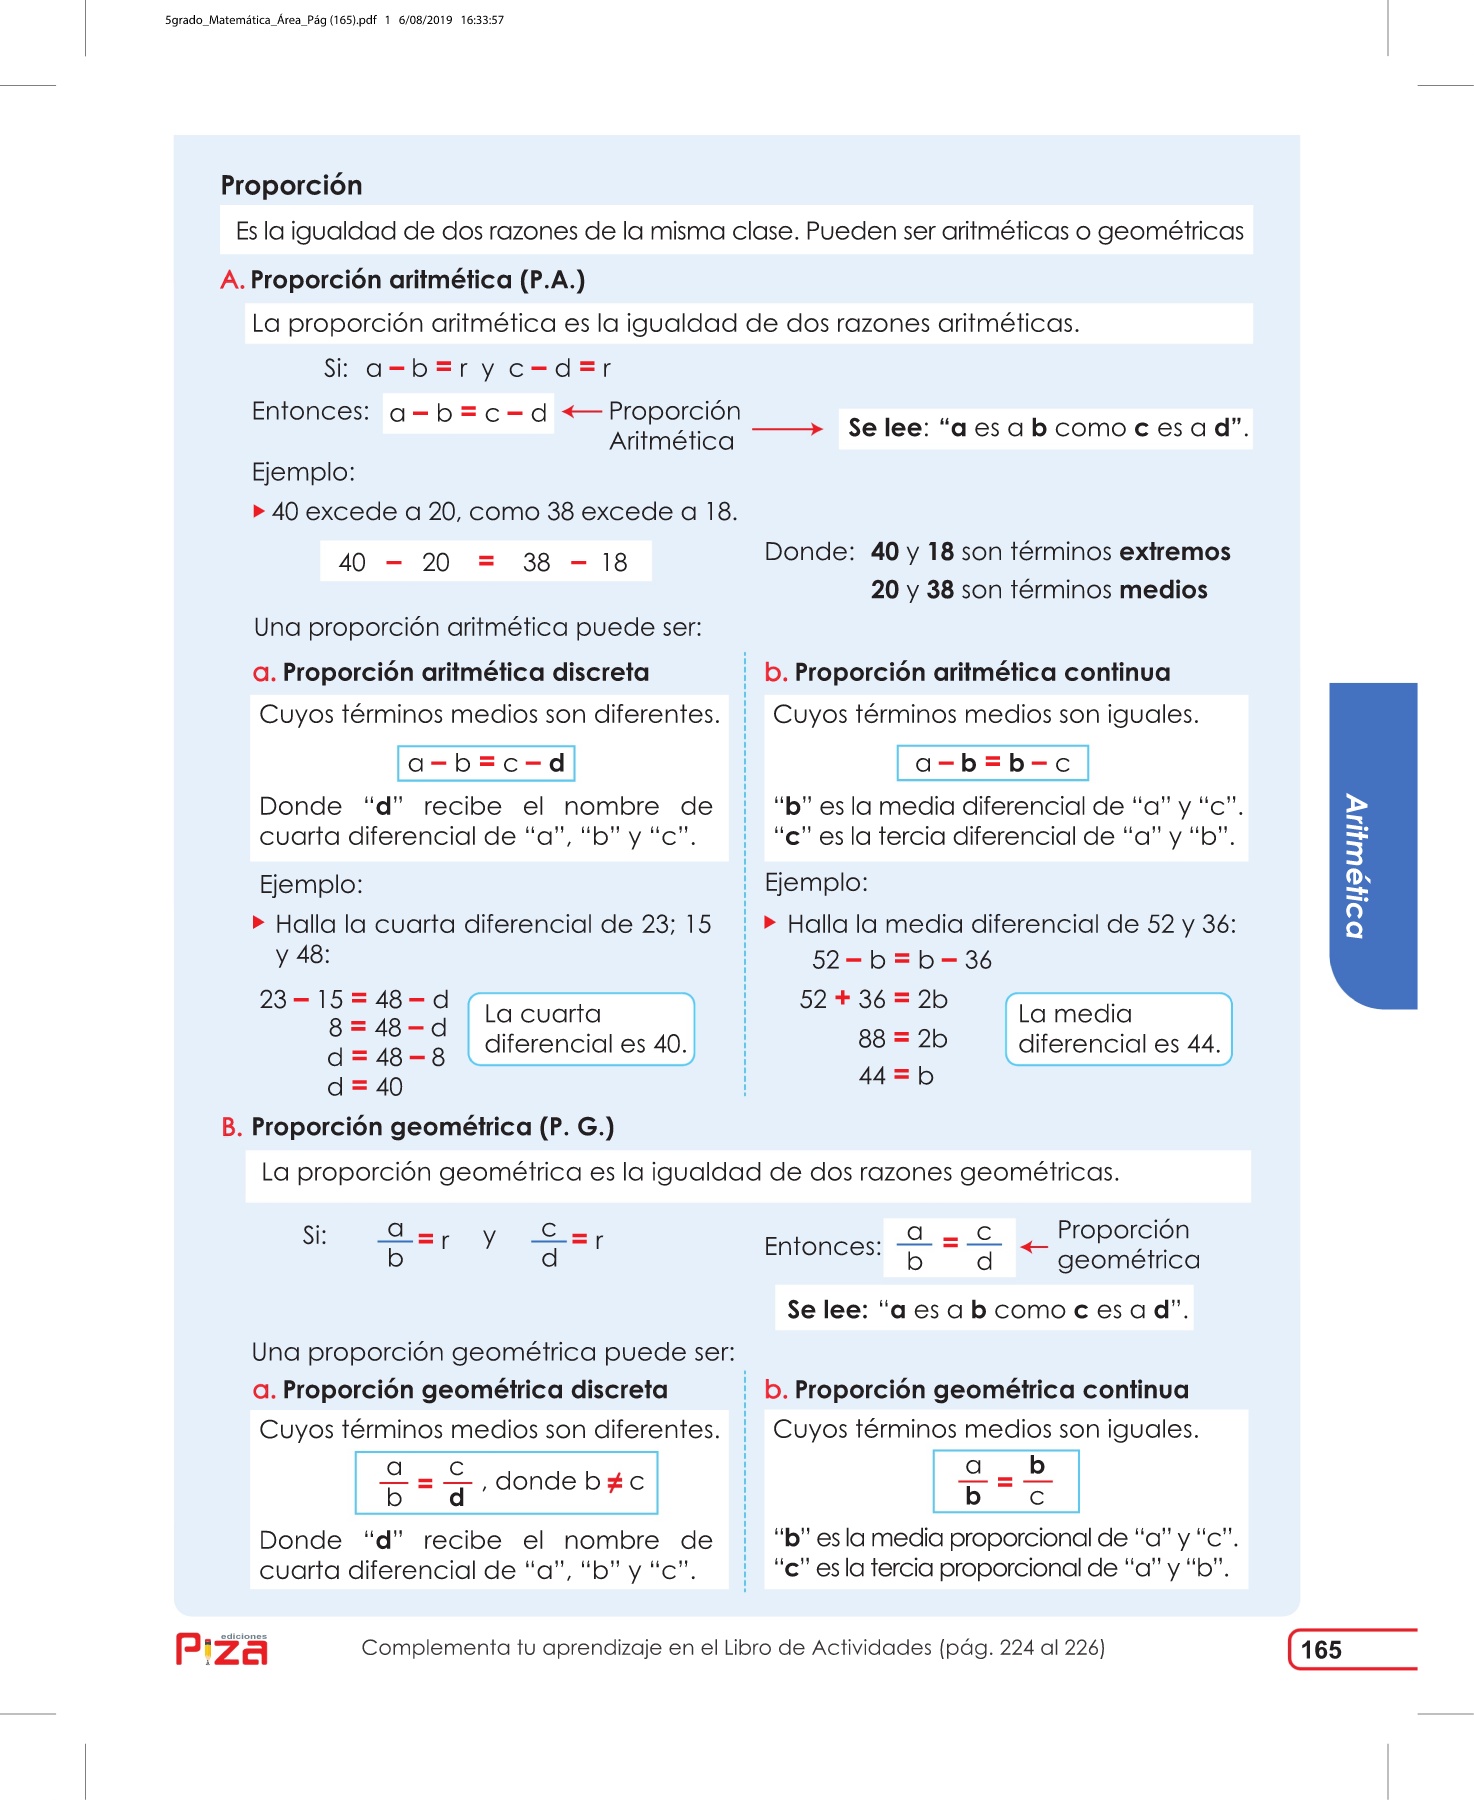 5grado_Matemática_Área_Pág (165).pdf 1 6/08/2019 16:33:57
Proporción
Es la igualdad de dos razones de la misma clase. Pueden ser aritméticas o geométricas
A. Proporción aritmética (P.A.)
La proporción aritmética es la igualdad de dos razones aritméticas.
Si: a – b = r y c – d = r
Entonces: a – b = c – d ← Proporción
Aritmética →
Se lee: “a es a b como c es a d”.
Ejemplo:
40 excede a 20, como 38 excede a 18.
40 – 20 = 38 – 18
Donde: 40 y 18 son términos extremos
20 y 38 son términos medios
Una proporción aritmética puede ser:
a. Proporción aritmética discreta
Cuyos términos medios son diferentes.
a – b = c – d
Donde “d” recibe el nombre de
cuarta diferencial de “a”, “b” y “c”.
Ejemplo:
Halla la cuarta diferencial de 23; 15
y 48:
23 – 15 = 48 – d
8 = 48 – d
d = 48 – 8
d = 40
La cuarta
diferencial es 40.
b. Proporción aritmética continua
Cuyos términos medios son iguales.
a – b = b – c
“b” es la media diferencial de “a” y “c”.
“c” es la tercia diferencial de “a” y “b”.
Ejemplo:
Halla la media diferencial de 52 y 36:
52 – b = b – 36
52 + 36 = 2b
88 = 2b
44 = b
La media
diferencial es 44.
B. Proporción geométrica (P. G.)
La proporción geométrica es la igualdad de dos razones geométricas.
Si: a/b = r y c/d = r
Entonces: a/b = c/d ← Proporción
geométrica
Se lee: “a es a b como c es a d”.
Una proporción geométrica puede ser:
a. Proporción geométrica discreta
Cuyos términos medios son diferentes.
a/b = c/d , donde b ≠ c
Donde “d” recibe el nombre de
cuarta diferencial de “a”, “b” y “c”.
b. Proporción geométrica continua
Cuyos términos medios son iguales.
a/b = b/c
“b” es la media proporcional de “a” y “c”.
“c” es la tercia proporcional de “a” y “b”.
Aritmética
ediciones
Piza
Complementa tu aprendizaje en el Libro de Actividades (pág. 224 al 226)
165